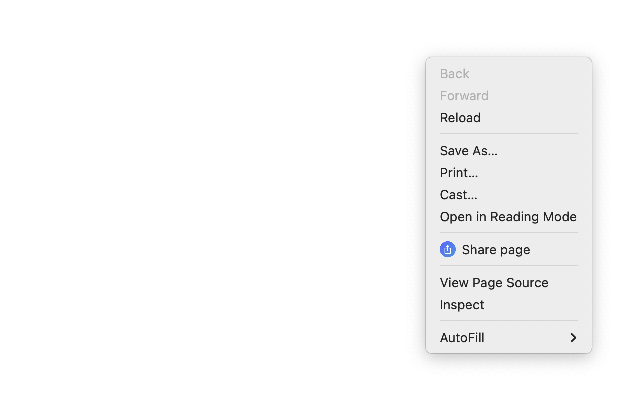 Back
Forward
Reload
Save As...
Print...
Cast...
Open in Reading Mode
Share page
View Page Source
Inspect
AutoFill